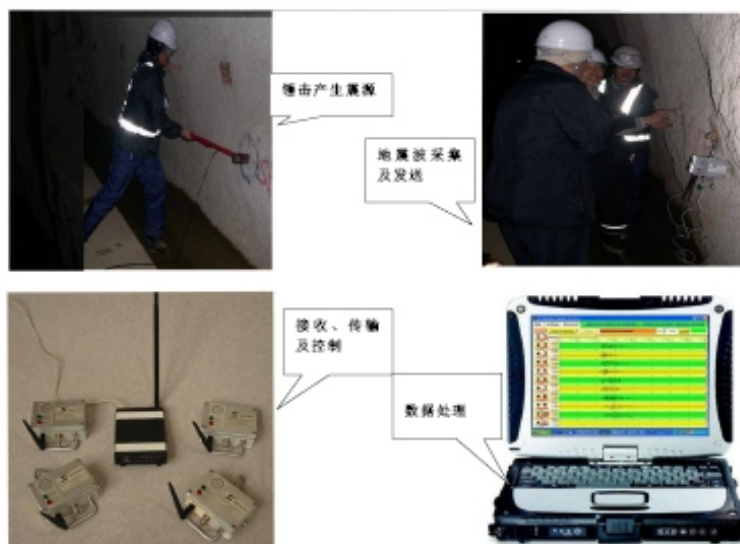 锤击产生震源
地震波采集
及发送
接收、传输
及控制
数据处理